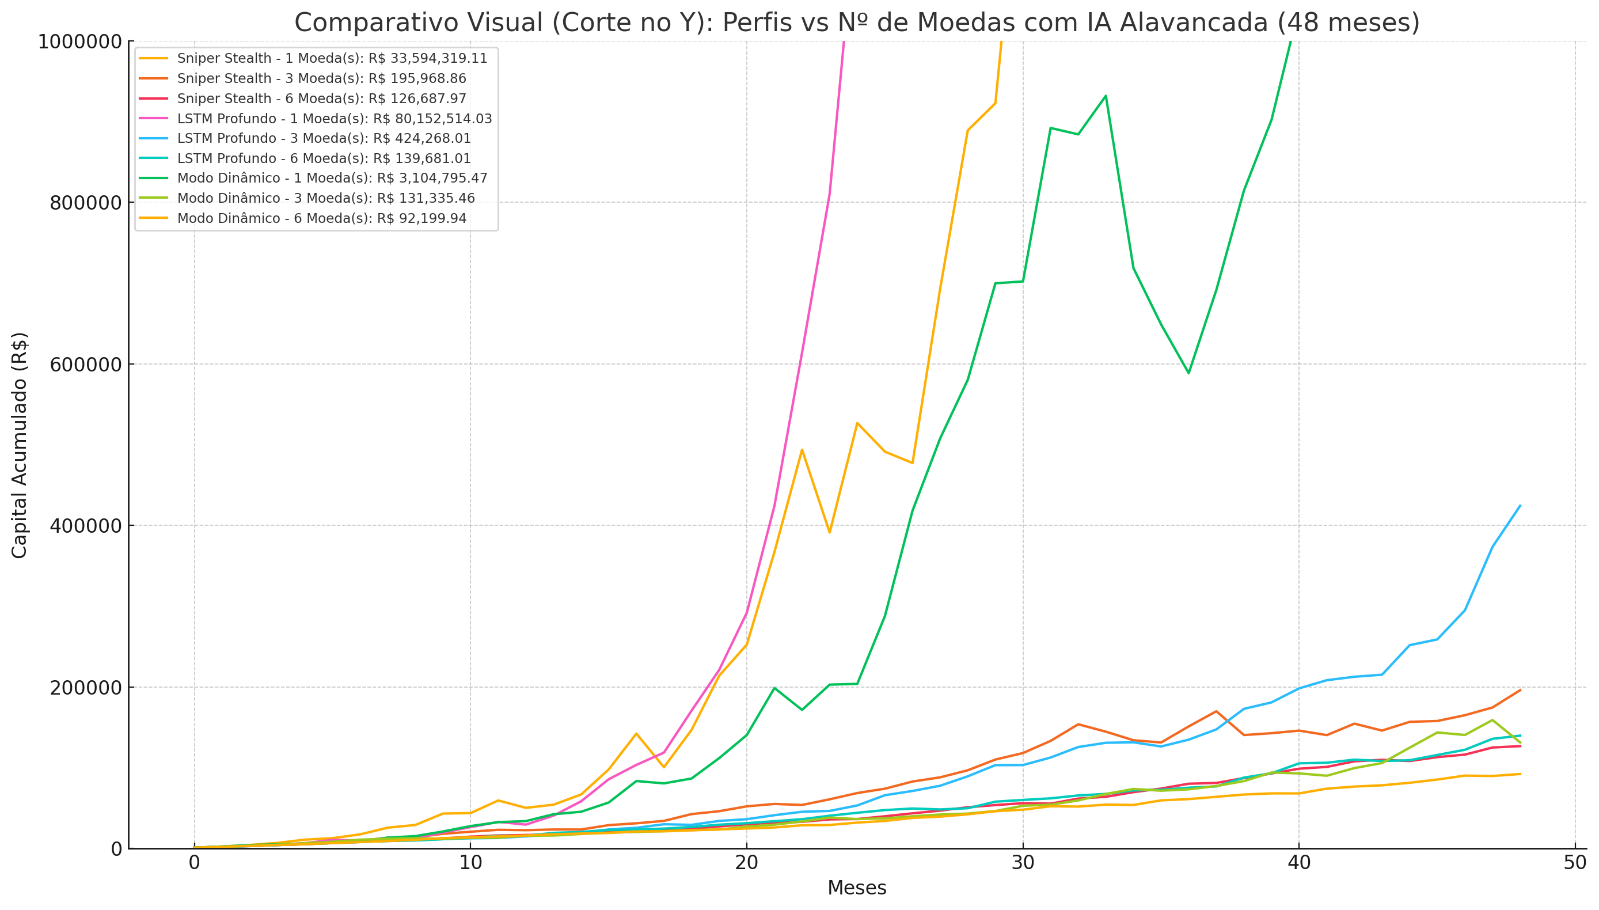 Comparativo Visual (Corte no Y): Perfis vs Nº de Moedas com IA Alavancada (48 meses)
Sniper Stealth - 1 Moeda(s): R$ 33,594,319.11
Sniper Stealth - 3 Moeda(s): R$ 195,968.86
Sniper Stealth - 6 Moeda(s): R$ 126,687.97
LSTM Profundo - 1 Moeda(s): R$ 80,152,514.03
LSTM Profundo - 3 Moeda(s): R$ 424,268.01
LSTM Profundo - 6 Moeda(s): R$ 139,681.01
Modo Dinâmico - 1 Moeda(s): R$ 3,104,795.47
Modo Dinâmico - 3 Moeda(s): R$ 131,335.46
Modo Dinâmico - 6 Moeda(s): R$ 92,199.94
Capital Acumulado (R$)
1000000
800000
600000
400000
200000
0
0 10 20 30 40 50
Meses